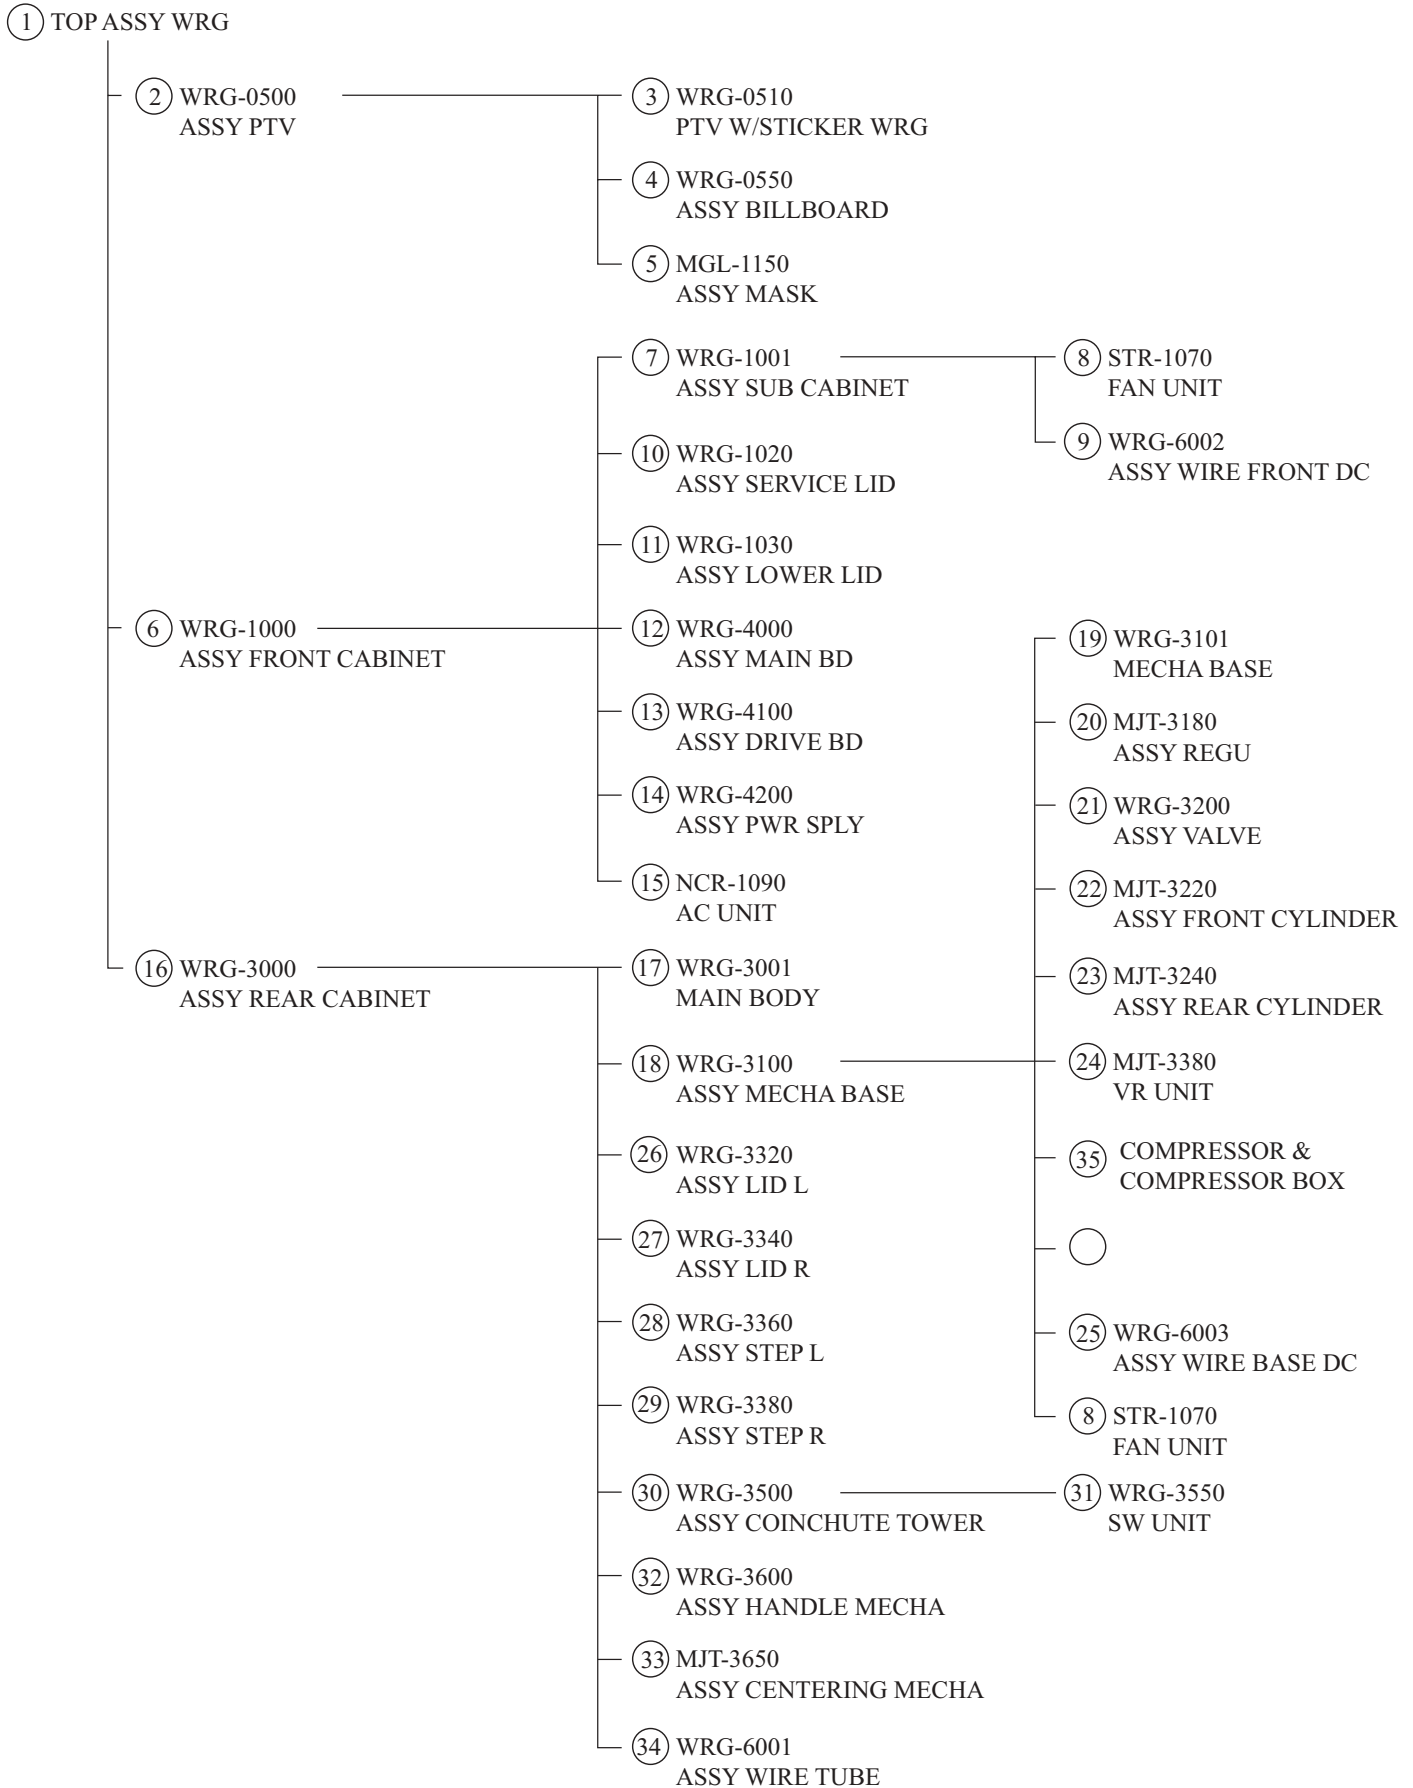 1 TOP ASSY WRG
2 WRG-0500
ASSY PTV
3 WRG-0510
PTV W/STICKER WRG
4 WRG-0550
ASSY BILLBOARD
5 MGL-1150
ASSY MASK
6 WRG-1000
ASSY FRONT CABINET
7 WRG-1001
ASSY SUB CABINET
8 STR-1070
FAN UNIT
9 WRG-6002
ASSY WIRE FRONT DC
10 WRG-1020
ASSY SERVICE LID
11 WRG-1030
ASSY LOWER LID
12 WRG-4000
ASSY MAIN BD
13 WRG-4100
ASSY DRIVE BD
14 WRG-4200
ASSY PWR SPLY
15 NCR-1090
AC UNIT
16 WRG-3000
ASSY REAR CABINET
17 WRG-3001
MAIN BODY
18 WRG-3100
ASSY MECHA BASE
19 WRG-3101
MECHA BASE
20 MJT-3180
ASSY REGU
21 WRG-3200
ASSY VALVE
22 MJT-3220
ASSY FRONT CYLINDER
23 MJT-3240
ASSY REAR CYLINDER
24 MJT-3380
VR UNIT
35 COMPRESSOR &
COMPRESSOR BOX
25 WRG-6003
ASSY WIRE BASE DC
8 STR-1070
FAN UNIT
26 WRG-3320
ASSY LID L
27 WRG-3340
ASSY LID R
28 WRG-3360
ASSY STEP L
29 WRG-3380
ASSY STEP R
30 WRG-3500
ASSY COINCHUTE TOWER
31 WRG-3550
SW UNIT
32 WRG-3600
ASSY HANDLE MECHA
33 MJT-3650
ASSY CENTERING MECHA
34 WRG-6001
ASSY WIRE TUBE